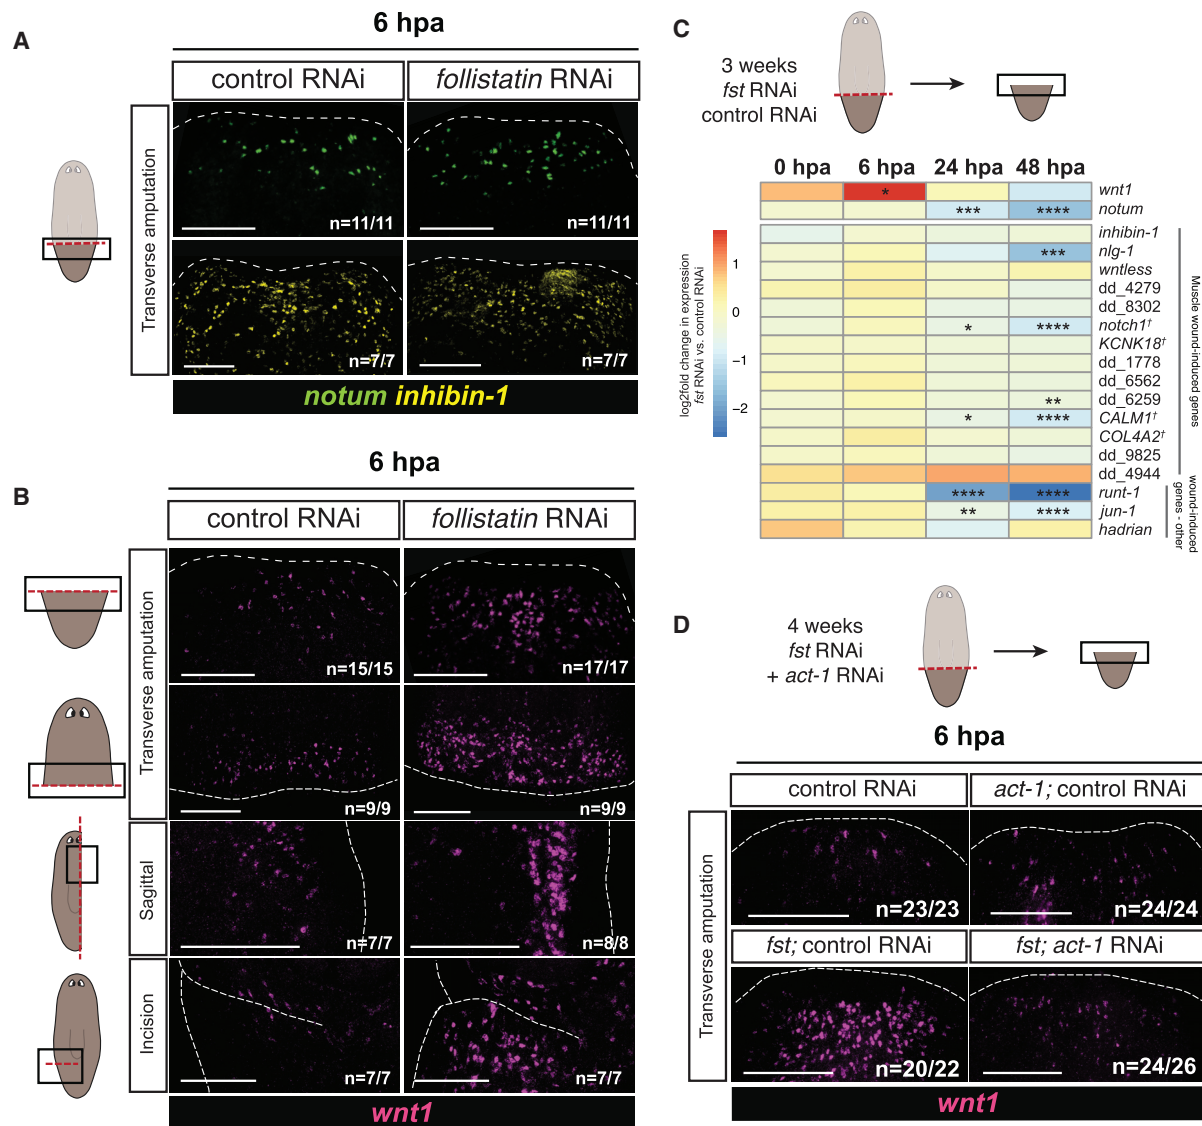 A
6 hpa
control RNAi
follistatin RNAi
Transverse amputation
n=11/11
n=11/11
n=7/7
n=7/7
notum inhibin-1
B
6 hpa
control RNAi
follistatin RNAi
Transverse amputation
n=15/15
n=17/17
n=9/9
n=9/9
Sagittal
n=7/7
n=8/8
Incision
n=7/7
n=7/7
wnt1
C
3 weeks
fst RNAi
control RNAi
0 hpa 6 hpa 24 hpa 48 hpa
* wnt1
*** **** notum
inhibin-1
*** nlg-1
wntless
dd_4279
dd_8302
* **** notch1†
KCNK18†
dd_1778
dd_6562
** dd_6259
* **** CALM1†
COL4A2†
dd_9825
dd_4944
**** **** runt-1
** **** jun-1
hadrian
Muscle wound-induced genes
wound-induced
genes - other
log2fold change in expression
fst RNAi vs. control RNAi
1
0
−1
−2
D
4 weeks
fst RNAi
+ act-1 RNAi
6 hpa
control RNAi
act-1; control RNAi
Transverse amputation
n=23/23
n=24/24
fst; control RNAi
fst; act-1 RNAi
n=20/22
n=24/26
wnt1